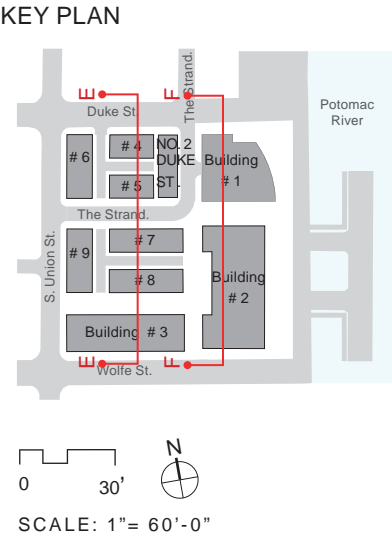 KEY PLAN
E
F
The Strand.
Duke St.
Potomac
River
# 6
# 4
NO. 2
DUKE
ST.
Building
# 1
# 5
The Strand.
S. Union St.
# 9
# 7
# 8
Building
# 2
Building # 3
E
F
Wolfe St.
N
0 30'
SCALE: 1"= 60'-0"